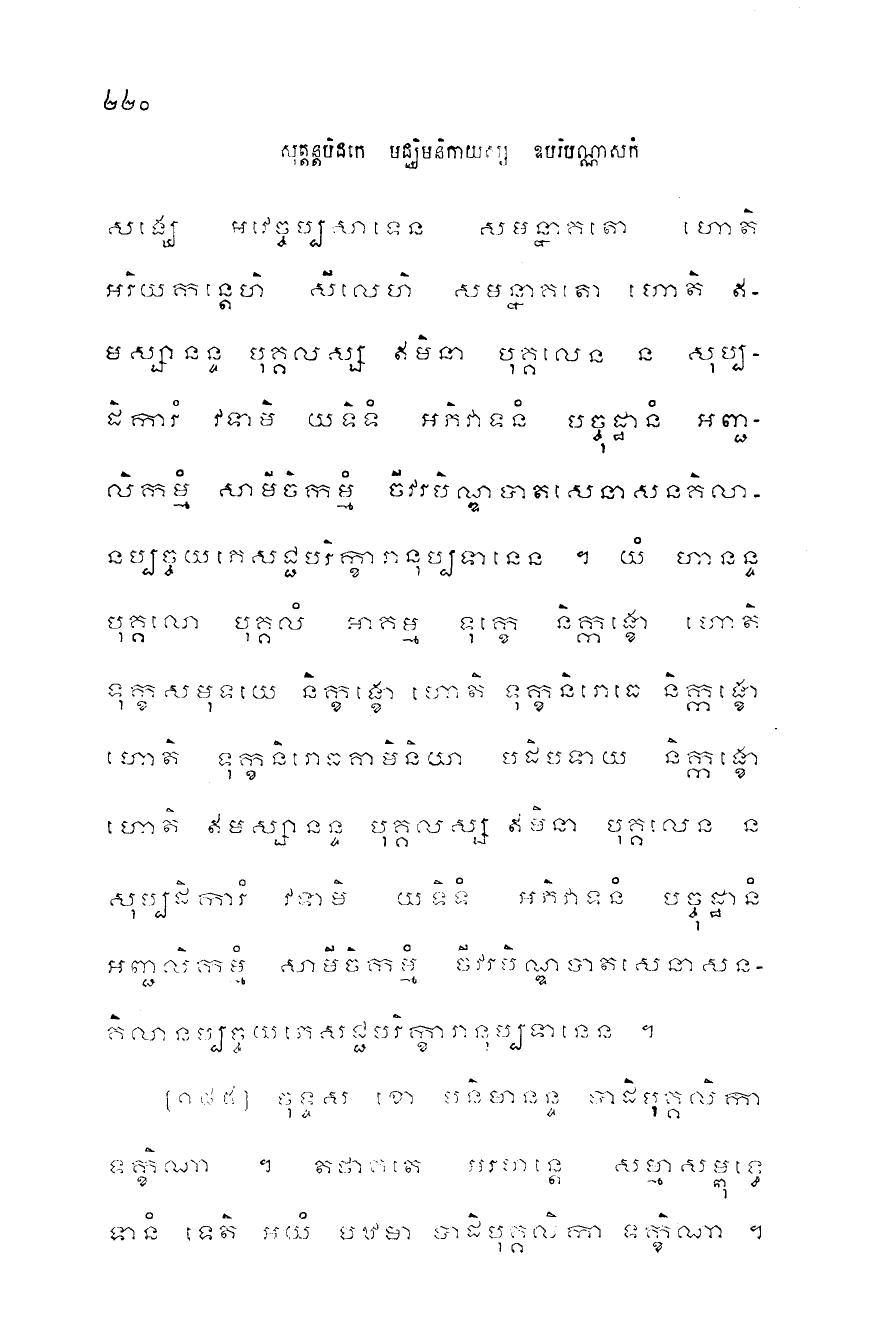 ២២០
សុត្តន្តបិដកេ មជ្ឈិមនិកាយស្ស ឧបរិបណ្ណាសកំ
សង្ឃេ អវេច្ចប្បសាទេន សមន្នាគតោ ហោតិ
អរិយកន្តេហិ សីលេហិ សមន្នាគតោ ហោតិ ឥ-
មស្សានន្ទ បុគ្គលស្ស ឥមិនា បុគ្គលេន ន សុប្ប-
ដិការំ វទាមិ យទិទំ អភិវាទនំ បច្ចុដ្ឋានំ អញ្ជ-
លិកម្មំ សាមីចិកម្មំ ចីវរបិណ្ឌបាតសេនាសនគិលា-
នប្បច្ចយភេសជ្ជបរិក្ខារានុប្បទានេន ។ យំ ហានន្ទ
បុគ្គលោ បុគ្គលំ អាគម្ម ទុក្ខេ និក្កង្ខោ ហោតិ
ទុក្ខសមុទយេ និក្ខង្ខោ ហោតិ ទុក្ខនិរោធេ និក្កង្ខោ
ហោតិ ទុក្ខនិរោធគាមិនិយា បដិបទាយ និក្កង្ខោ
ហោតិ ឥមស្សានន្ទ បុគ្គលស្ស ឥមិនា បុគ្គលេន ន
សុប្បដិការំ វទាមិ យទិទំ អភិវាទនំ បច្ចុដ្ឋានំ
អញ្ជលិកម្មំ សាមីចិកម្មំ ចីវរបិណ្ឌបាតសេនាសន-
គិលានប្បច្ចយភេសជ្ជបរិក្ខារានុប្បទានេន ។
ចុទ្ទស ខោ បនិមានន្ទ បាដិបុគ្គលិកា
ទក្ខិណា ។ តថាគតេ អរហន្តេ សម្មាសម្ពុទ្ធេ
ទានំ ទេតិ អយំ បឋមា បាដិបុគ្គលិកា ទក្ខិណា ។